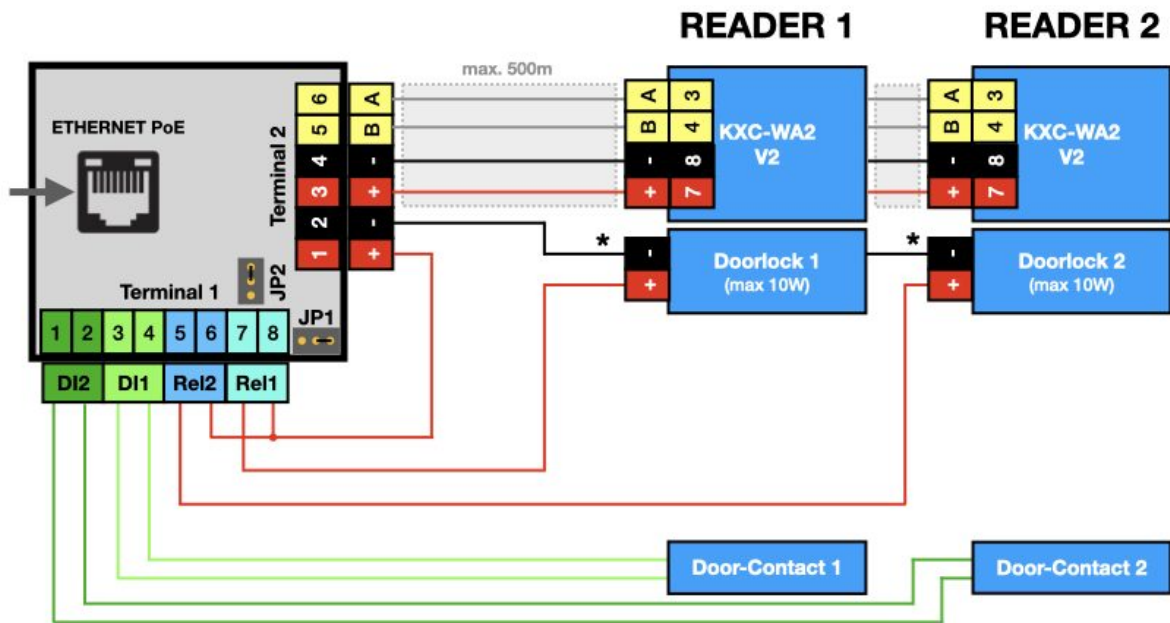 READER 1
READER 2
max. 500m
ETHERNET PoE
Terminal 2
6 A
5 B
4 -
3 +
2 -
1 +
A 3
B 4
- 8
+ 7
KXC-WA2
V2
A 3
B 4
- 8
+ 7
KXC-WA2
V2
*
-
+
Doorlock 1
(max 10W)
*
-
+
Doorlock 2
(max 10W)
Terminal 1
JP2
JP1
1 2 3 4 5 6 7 8
DI2 DI1 Rel2 Rel1
Door-Contact 1
Door-Contact 2